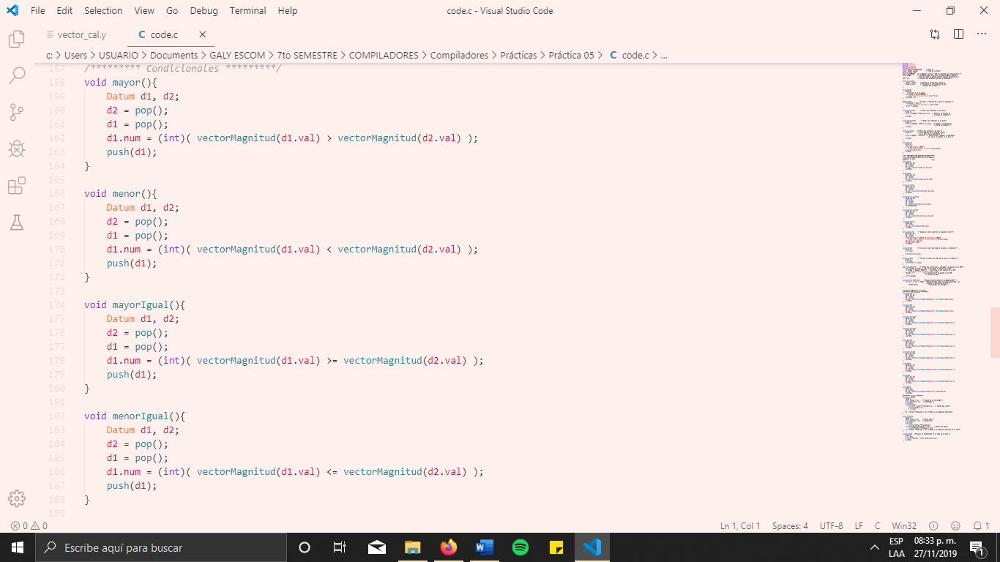 File Edit Selection View Go Debug Terminal Help code.c - Visual Studio Code
vector_cal.y C code.c
c: > Users > USUARIO > Documents > GALY ESCOM > 7to SEMESTRE > COMPILADORES > Compiladores > Prácticas > Práctica 05 > C code.c > ...
157 /********* Condicionales *********/
158 void mayor(){
159 Datum d1, d2;
160 d2 = pop();
161 d1 = pop();
162 d1.num = (int)( vectorMagnitud(d1.val) > vectorMagnitud(d2.val) );
163 push(d1);
164 }
165
166 void menor(){
167 Datum d1, d2;
168 d2 = pop();
169 d1 = pop();
170 d1.num = (int)( vectorMagnitud(d1.val) < vectorMagnitud(d2.val) );
171 push(d1);
172 }
173
174 void mayorIgual(){
175 Datum d1, d2;
176 d2 = pop();
177 d1 = pop();
178 d1.num = (int)( vectorMagnitud(d1.val) >= vectorMagnitud(d2.val) );
179 push(d1);
180 }
181
182 void menorIgual(){
183 Datum d1, d2;
184 d2 = pop();
185 d1 = pop();
186 d1.num = (int)( vectorMagnitud(d1.val) <= vectorMagnitud(d2.val) );
187 push(d1);
188 }
189
0 0 Ln 1, Col 1 Spaces: 4 UTF-8 LF C Win32 1
Escribe aquí para buscar
ESP 08:33 p. m.
LAA 27/11/2019 1